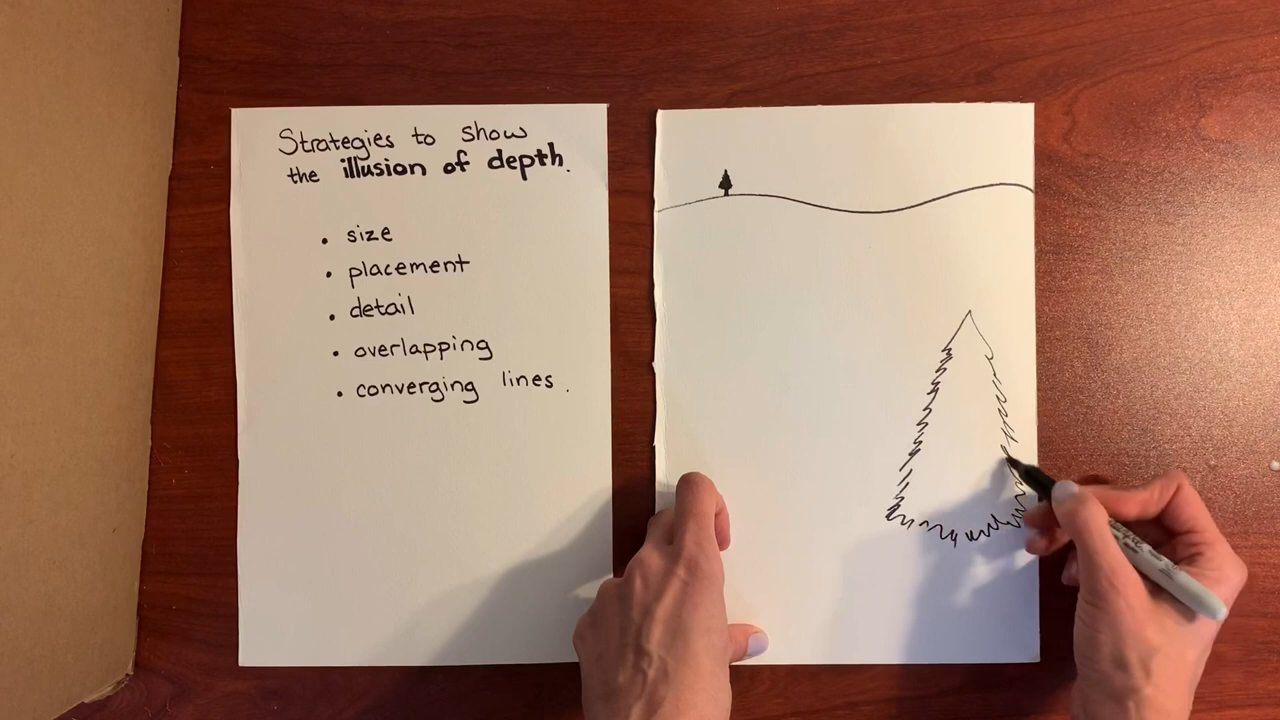 Strategies to show
the illusion of depth.
• size
• placement
• detail
• overlapping
• converging lines.